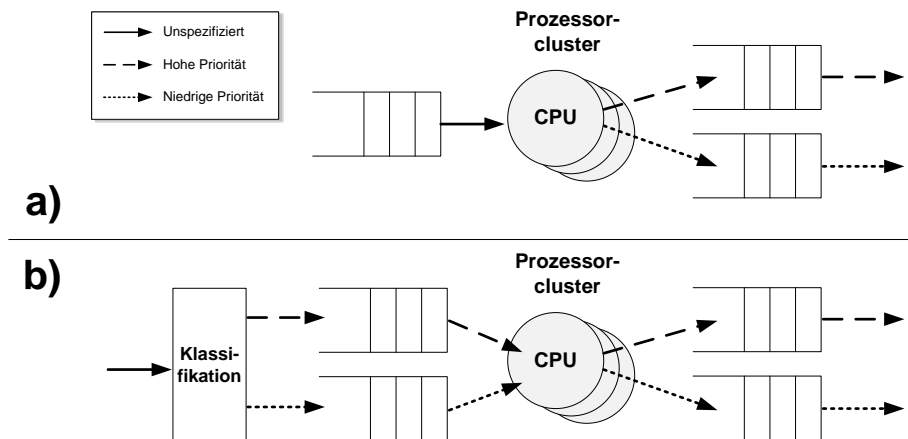 Unspezifiziert
Hohe Priorität
Niedrige Priorität
Prozessor-
cluster
CPU
a)
b)
Prozessor-
cluster
Klassi-
fikation
CPU